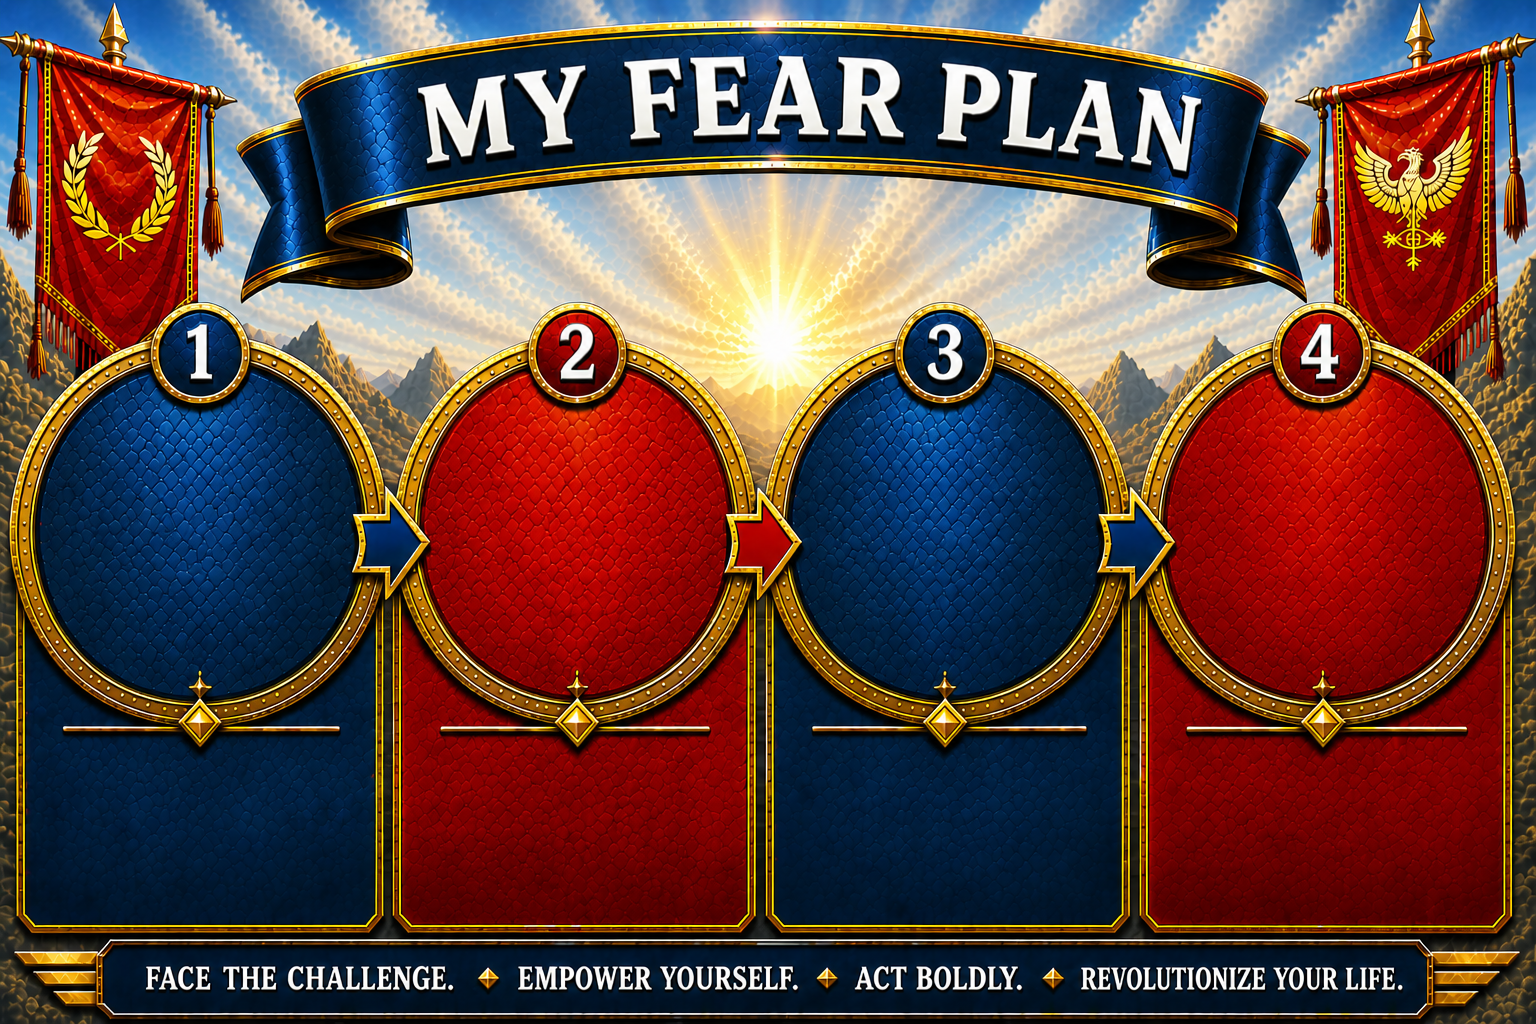 MY FEAR PLAN
1
2
3
4
FACE THE CHALLENGE. EMPOWER YOURSELF. ACT BOLDLY. REVOLUTIONIZE YOUR LIFE.